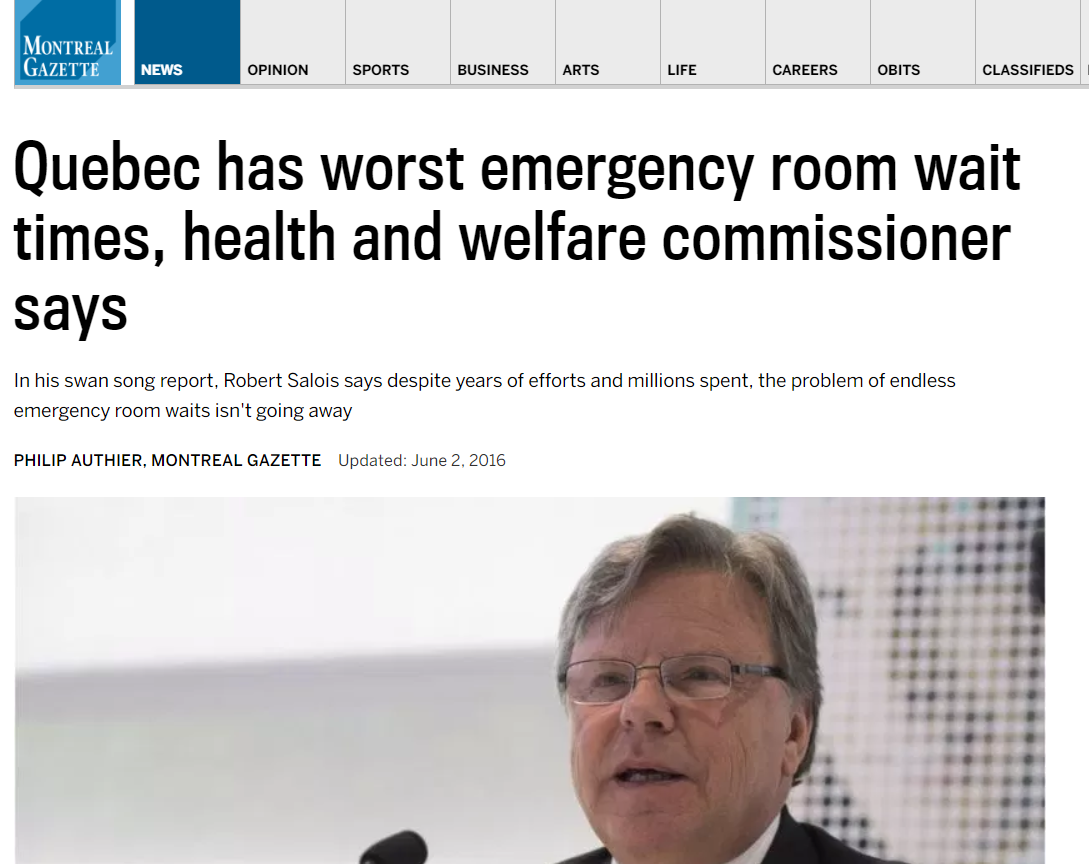 MONTREAL
GAZETTE
NEWS
OPINION
SPORTS
BUSINESS
ARTS
LIFE
CAREERS
OBITS
CLASSIFIEDS
Quebec has worst emergency room wait
times, health and welfare commissioner
says
In his swan song report, Robert Salois says despite years of efforts and millions spent, the problem of endless
emergency room waits isn't going away
PHILIP AUTHIER, MONTREAL GAZETTE Updated: June 2, 2016